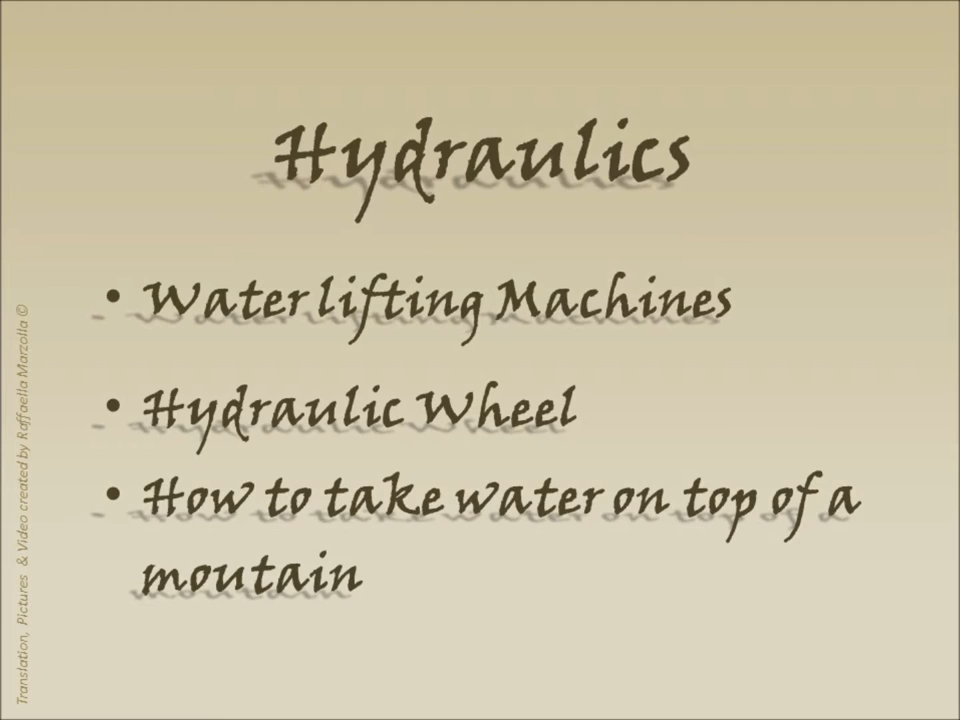 Hydraulics
• Water lifting Machines
• Hydraulic Wheel
• How to take water on top of a
moutain
Translation, Pictures & Video created by Raffaella Marzolla ©